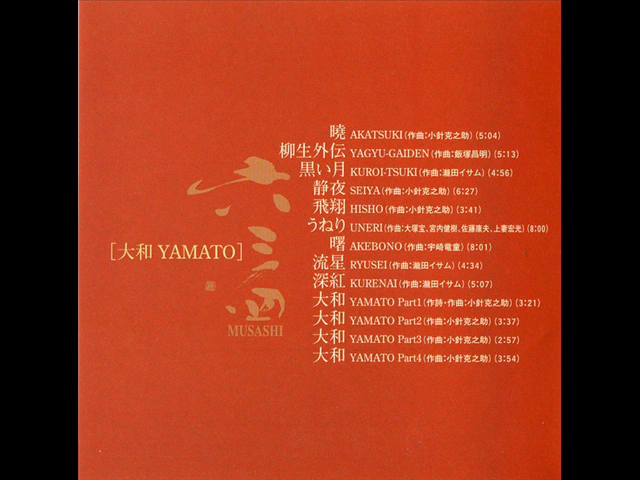 曉 AKATSUKI (作曲:小針克之助) (5:04)
柳生外伝 YAGYU-GAIDEN (作曲:飯塚昌明) (5:13)
黒い月 KUROI-TSUKI (作曲:瀧田イサム) (4:56)
静夜 SEIYA (作曲:小針克之助) (6:27)
飛翔 HISHO (作曲:小針克之助) (3:41)
うねり UNERI (作曲:大塚宝、宮内健樹、佐藤康夫、上妻宏光) (8:00)
曙 AKEBONO (作曲:宇崎竜童) (8:01)
流星 RYUSEI (作曲:瀧田イサム) (4:34)
深紅 KURENAI (作曲:瀧田イサム) (5:07)
大和 YAMATO Part1 (作詩・作曲:小針克之助) (3:21)
大和 YAMATO Part2 (作曲:小針克之助) (3:37)
大和 YAMATO Part3 (作曲:小針克之助) (2:57)
大和 YAMATO Part4 (作曲:小針克之助) (3:54)
[大和 YAMATO]
六三四
MUSASHI